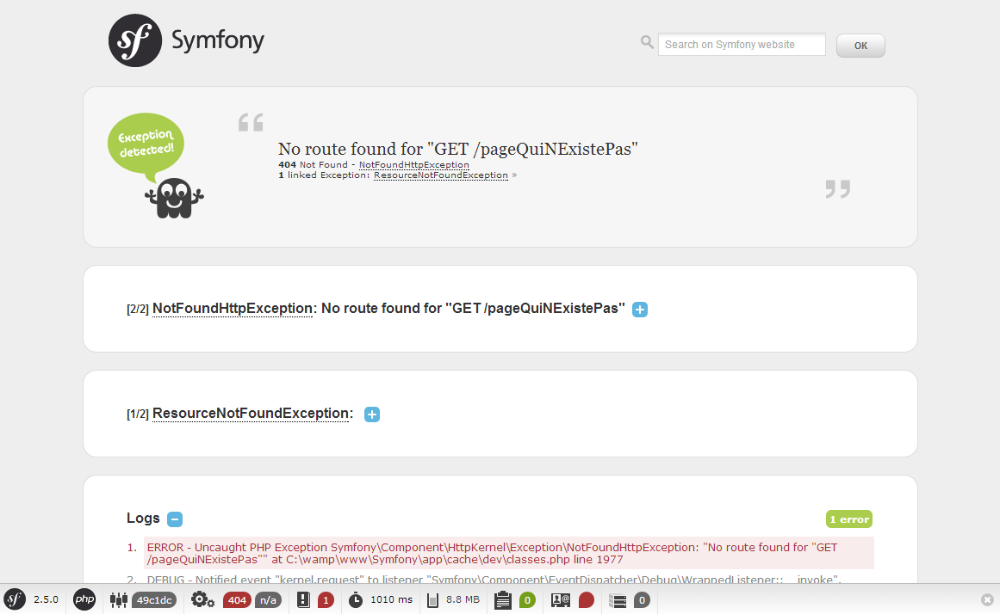 sf Symfony
Search on Symfony website
OK
Exception
detected!
“
No route found for "GET /pageQuiNExistePas"
404 Not Found - NotFoundHttpException
1 linked Exception: ResourceNotFoundException »
”
[2/2] NotFoundHttpException: No route found for "GET /pageQuiNExistePas" +
[1/2] ResourceNotFoundException: +
Logs −
1 error
1. ERROR - Uncaught PHP Exception Symfony\Component\HttpKernel\Exception\NotFoundHttpException: "No route found for "GET
/pageQuiNExistePas"" at C:\wamp\www\Symfony\app\cache\dev\classes.php line 1977
2. DEBUG - Notified event "kernel.request" to listener "Symfony\Component\EventDispatcher\Debug\WrappedListener::__invoke".
sf 2.5.0 php 49c1dc 404 n/a 1 1010 ms 8.8 MB 0 0